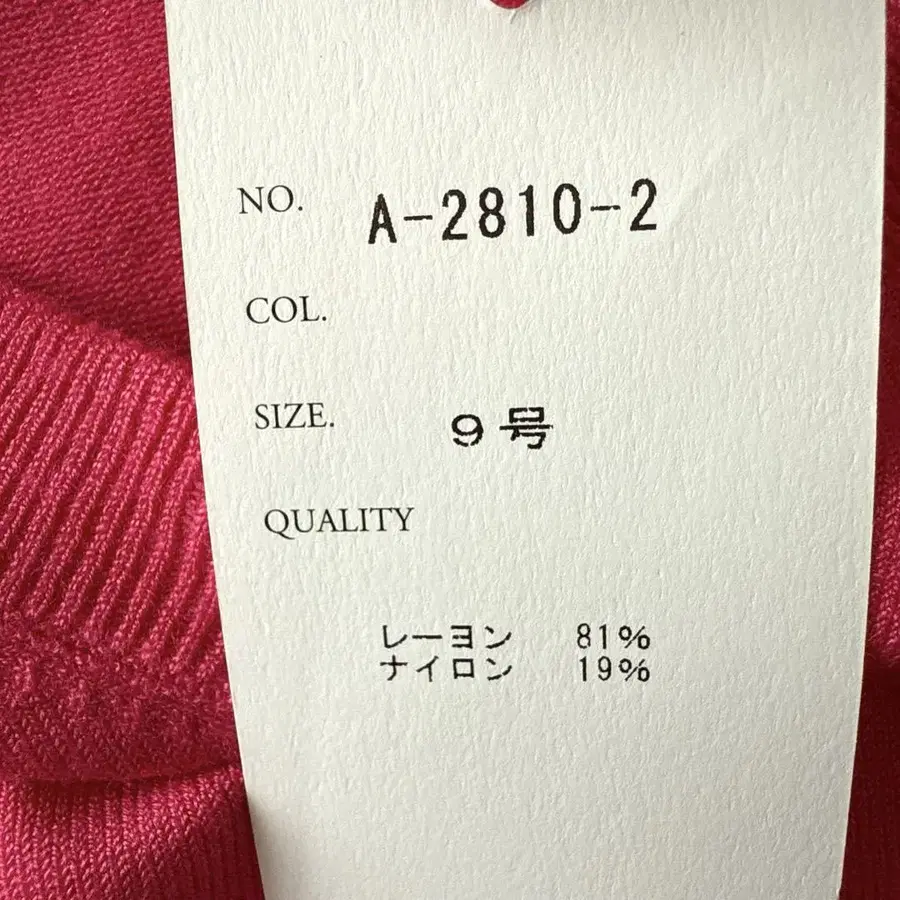 NO. A-2810-2
COL.
SIZE. 9号
QUALITY
レーヨン 81%
ナイロン 19%